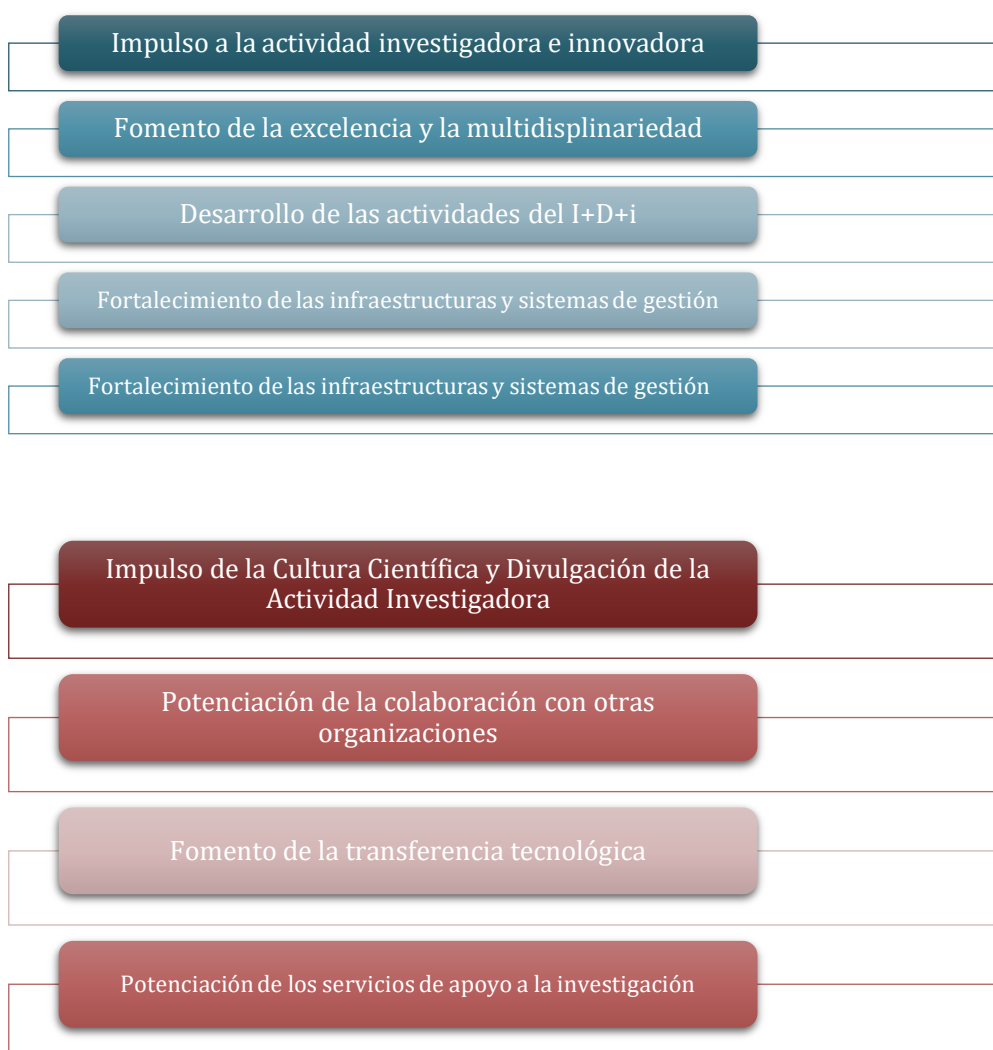 Impulso a la actividad investigadora e innovadora
Fomento de la excelencia y la multidisplinariedad
Desarrollo de las actividades del I+D+i
Fortalecimiento de las infraestructuras y sistemas de gestión
Fortalecimiento de las infraestructuras y sistemas de gestión
Impulso de la Cultura Científica y Divulgación de la
Actividad Investigadora
Potenciación de la colaboración con otras
organizaciones
Fomento de la transferencia tecnológica
Potenciación de los servicios de apoyo a la investigación